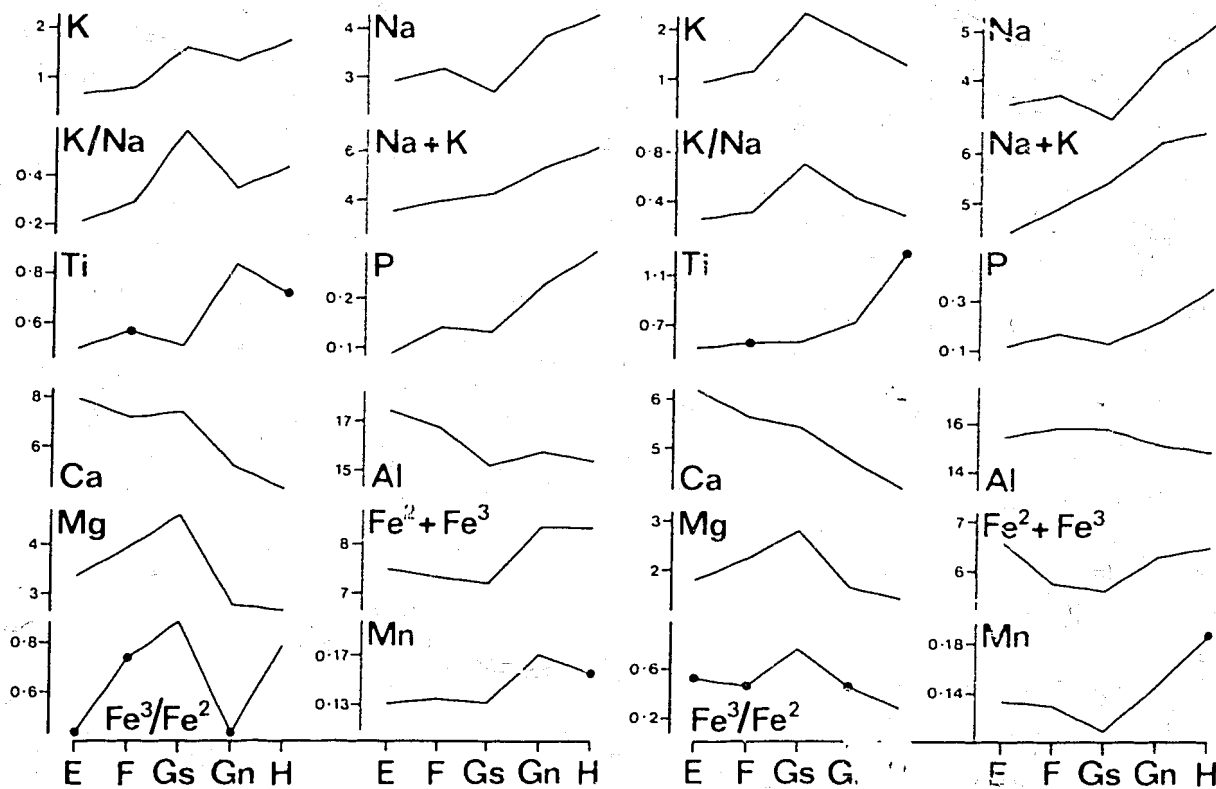 K Na K Na
2 4 2 5
1 3 1 4
K/Na Na+K K/Na Na+K
0·4 6 0·8 6
0·2 4 0·4 5
Ti P Ti P
0·8 0·2 1·1 0·3
0·6 0·1 0·7 0·1
8 17 6 16
6 15 5 14
Ca Al Ca Al
Mg Fe²+Fe³ Mg Fe²+Fe³
4 8 3 7
3 7 2 6
Mn Mn
0·8 0·17 0·6 0·18
0·6 0·13 0·2 0·14
Fe³/Fe² Fe³/Fe²
E F Gs Gn H E F Gs Gn H E F Gs G E F Gs Gn H